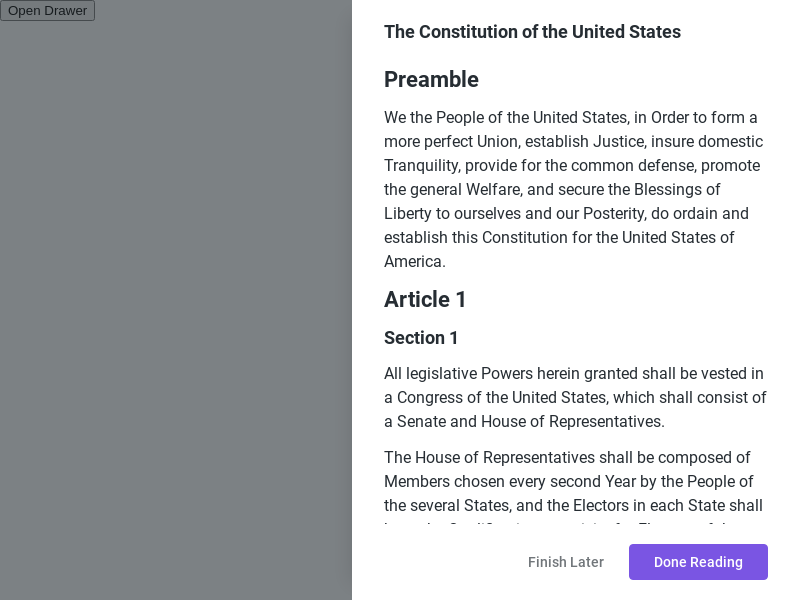 Open Drawer
The Constitution of the United States
Preamble
We the People of the United States, in Order to form a
more perfect Union, establish Justice, insure domestic
Tranquility, provide for the common defense, promote
the general Welfare, and secure the Blessings of
Liberty to ourselves and our Posterity, do ordain and
establish this Constitution for the United States of
America.
Article 1
Section 1
All legislative Powers herein granted shall be vested in
a Congress of the United States, which shall consist of
a Senate and House of Representatives.
The House of Representatives shall be composed of
Members chosen every second Year by the People of
the several States, and the Electors in each State shall
Finish Later
Done Reading